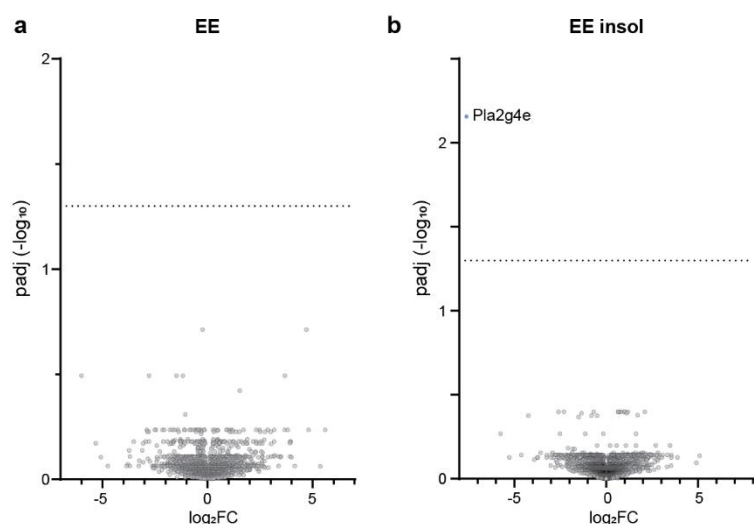 a
EE
2
1
0
padj (-log₁₀)
-5
0
5
log₂FC
b
EE insol
Pla2g4e
2
1
0
padj (-log₁₀)
-5
0
5
log₂FC